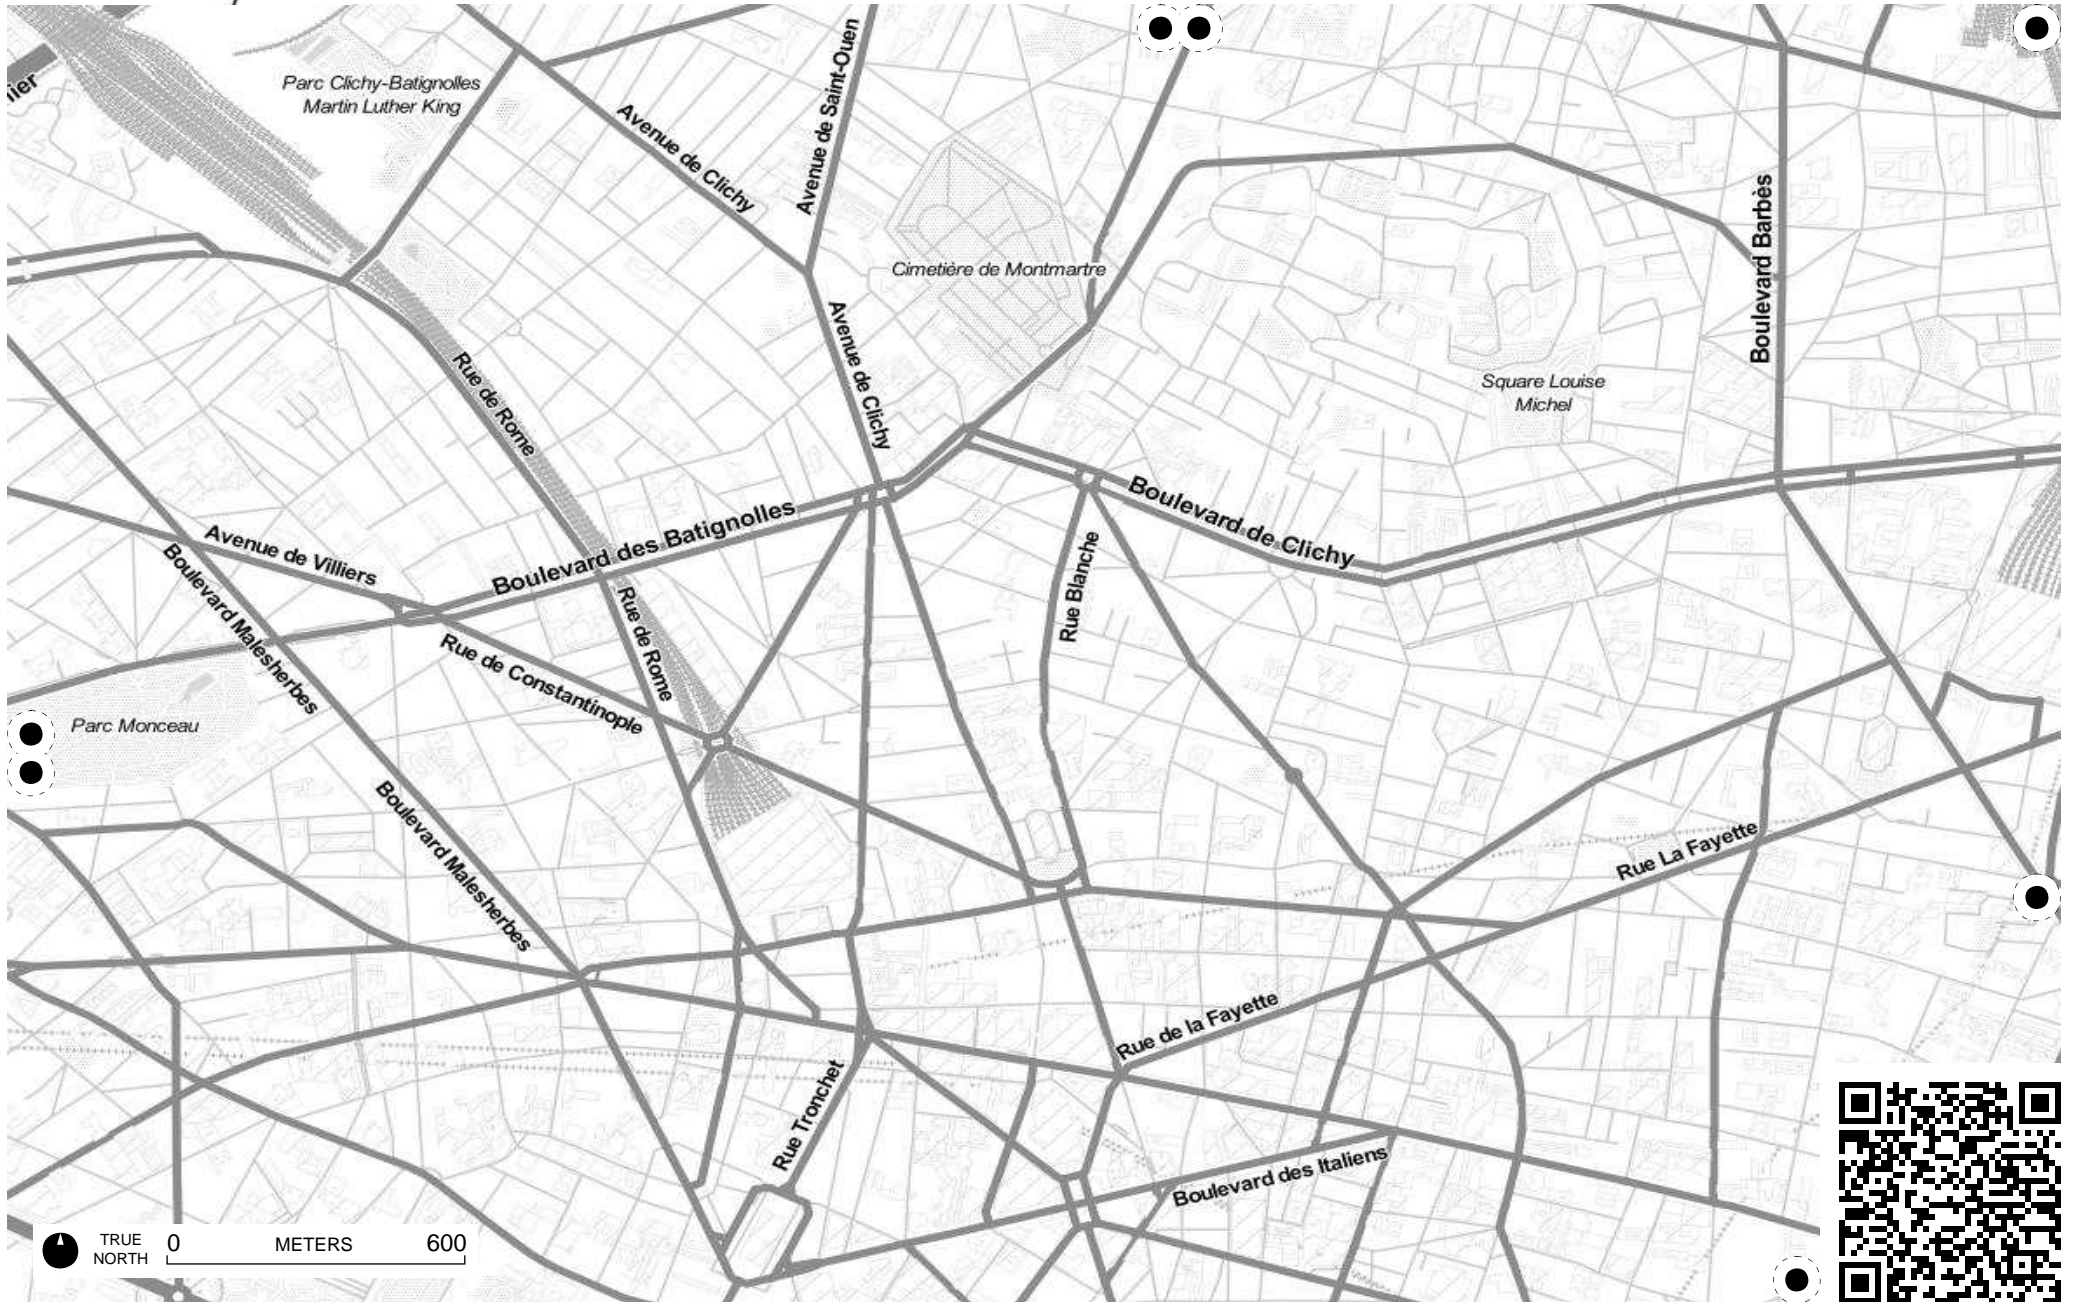 Parc Clichy-Batignolles
Martin Luther King
Avenue de Clichy
Avenue de Saint-Ouen
Cimetière de Montmartre
Boulevard Barbès
Avenue de Clichy
Rue de Rome
Square Louise
Michel
Boulevard des Batignolles
Boulevard de Clichy
Avenue de Villiers
Boulevard Malesherbes
Rue de Constantinople
Rue de Rome
Rue Blanche
Parc Monceau
Boulevard Malesherbes
Rue La Fayette
Rue de la Fayette
Rue Tronchet
Boulevard des Italiens
TRUE
NORTH
0 METERS 600